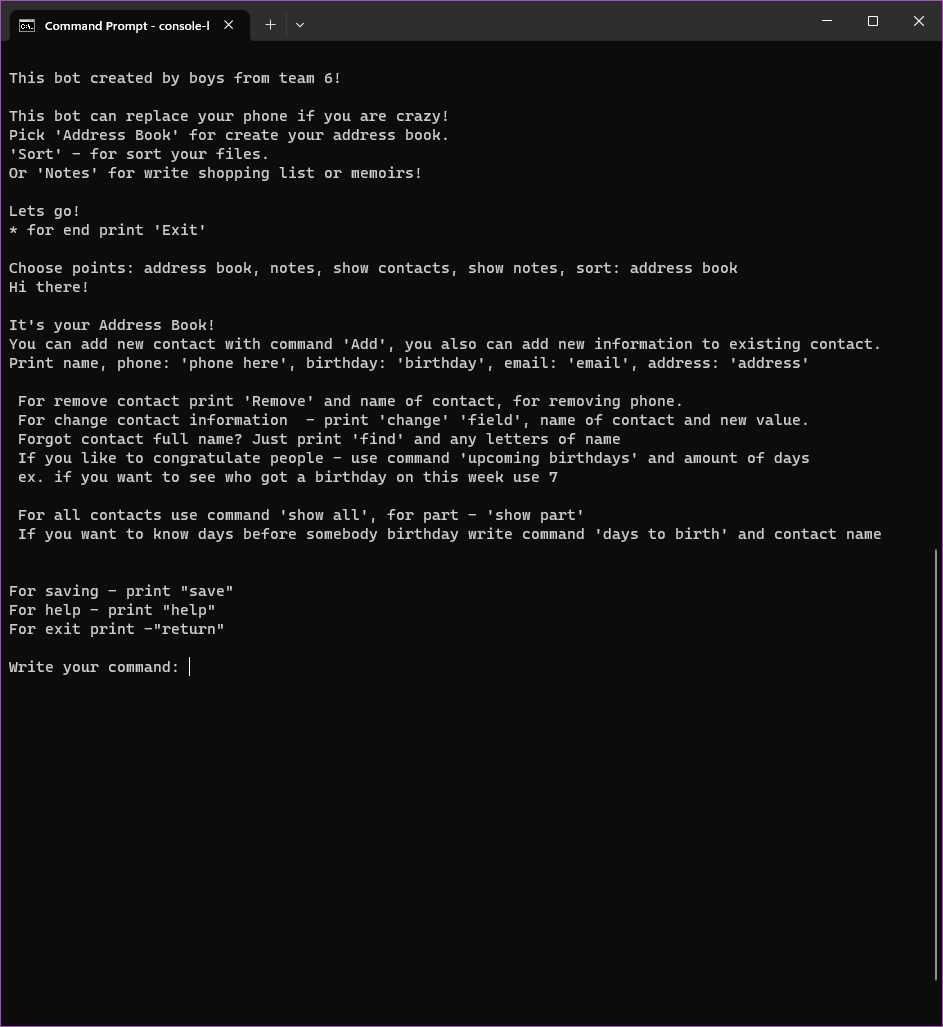 Command Prompt - console-l
This bot created by boys from team 6!
This bot can replace your phone if you are crazy!
Pick 'Address Book' for create your address book.
'Sort' - for sort your files.
Or 'Notes' for write shopping list or memoirs!
Lets go!
* for end print 'Exit'
Choose points: address book, notes, show contacts, show notes, sort: address book
Hi there!
It's your Address Book!
You can add new contact with command 'Add', you also can add new information to existing contact.
Print name, phone: 'phone here', birthday: 'birthday', email: 'email', address: 'address'
For remove contact print 'Remove' and name of contact, for removing phone.
For change contact information  - print 'change' 'field', name of contact and new value.
Forgot contact full name? Just print 'find' and any letters of name
If you like to congratulate people - use command 'upcoming birthdays' and amount of days
ex. if you want to see who got a birthday on this week use 7
For all contacts use command 'show all', for part - 'show part'
If you want to know days before somebody birthday write command 'days to birth' and contact name
For saving - print "save"
For help - print "help"
For exit print -"return"
Write your command: